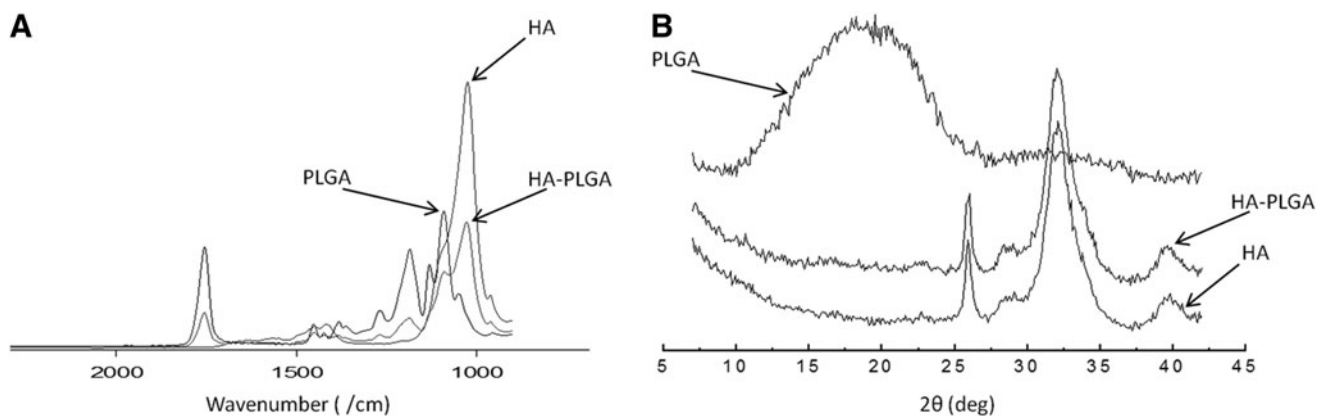 A
HA
PLGA
HA-PLGA
2000 1500 1000
Wavenumber ( /cm)
B
PLGA
HA-PLGA
HA
5 10 15 20 25 30 35 40 45
2θ (deg)